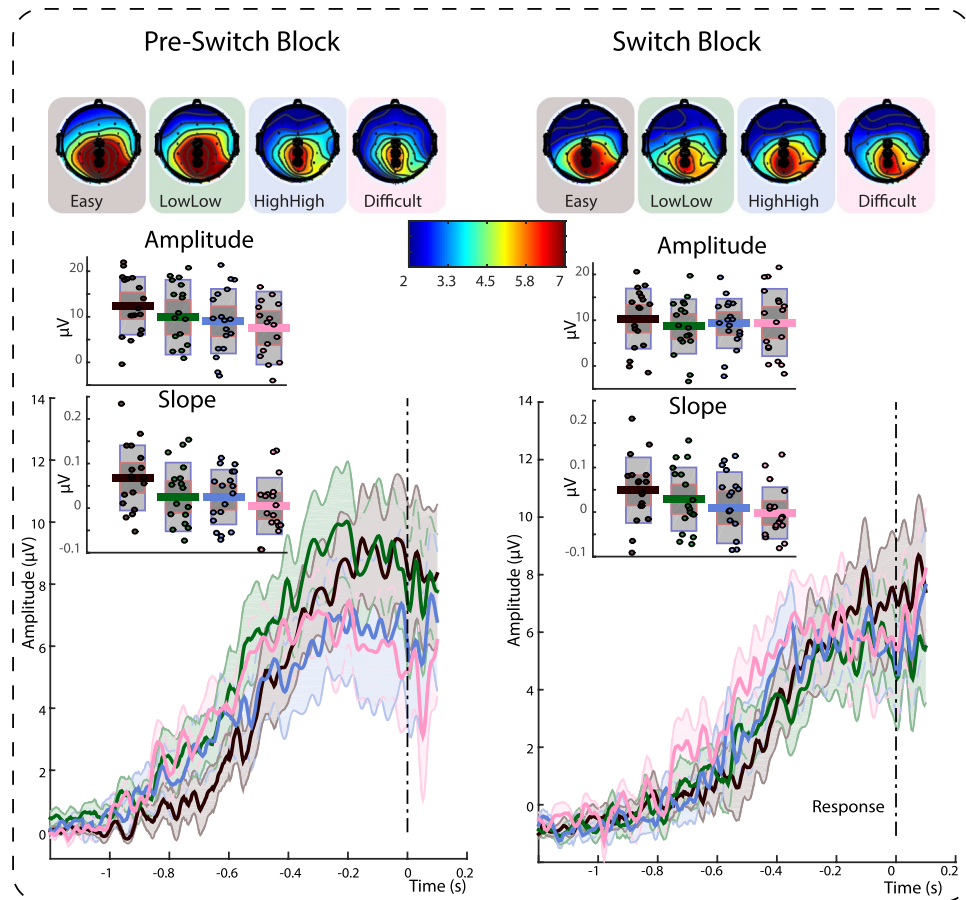 Pre-Switch Block
Switch Block
Easy LowLow HighHigh Difficult
Easy LowLow HighHigh Difficult
2 3.3 4.5 5.8 7
Amplitude
20
10
0
µV
Amplitude
20
10
0
µV
Slope
0.2
0.1
0
-0.1
µV
Slope
0.2
0.1
0
-0.1
µV
14
12
10
8
6
4
2
0
Amplitude (µV)
-1 -0.8 -0.6 -0.4 -0.2 0 0.2
Time (s)
14
10
8
6
4
2
0
Amplitude (µV)
Response
-1 -0.8 -0.6 -0.4 -0.2 0 0.2
Time (s)